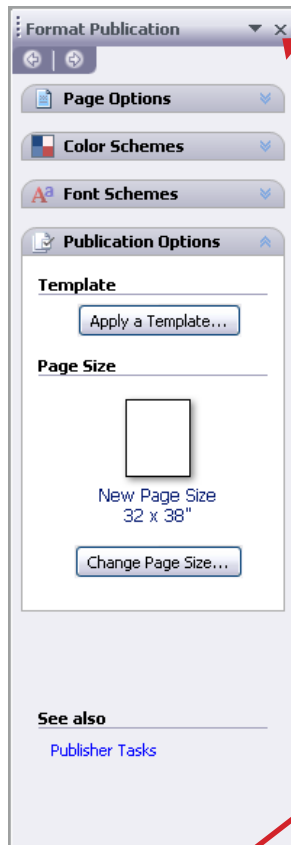 Format Publication
Page Options
Color Schemes
Aa Font Schemes
Publication Options
Template
Apply a Template...
Page Size
New Page Size
32 x 38"
Change Page Size...
See also
Publisher Tasks